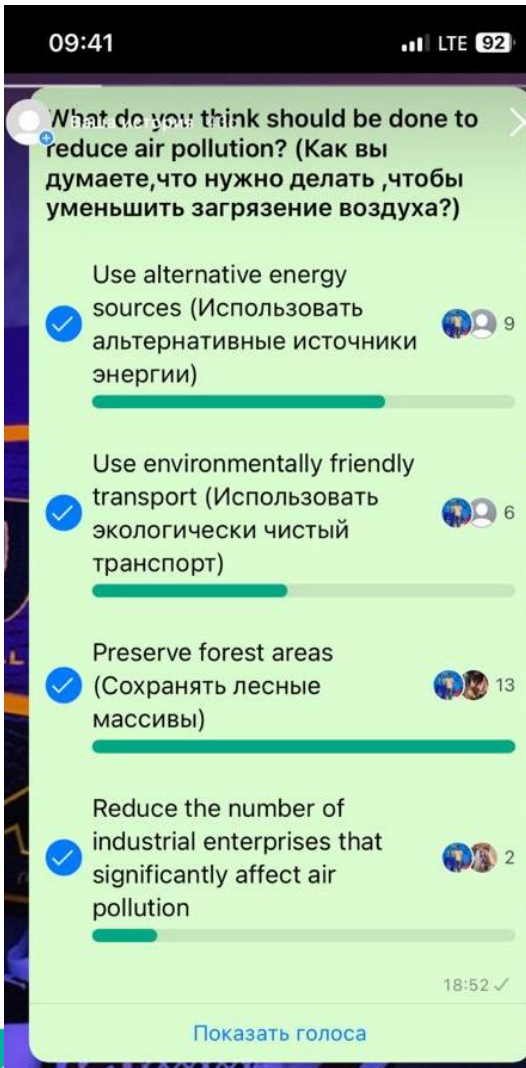 09:41
LTE 92
What do you think should be done to
reduce air pollution? (Как вы
думаете,что нужно делать ,чтобы
уменьшить загрязнение воздуха?)
Use alternative energy
sources (Использовать
альтернативные источники
энергии)
9
Use environmentally friendly
transport (Использовать
экологически чистый
транспорт)
6
Preserve forest areas
(Сохранять лесные
массивы)
13
Reduce the number of
industrial enterprises that
significantly affect air
pollution
2
18:52
Показать голоса